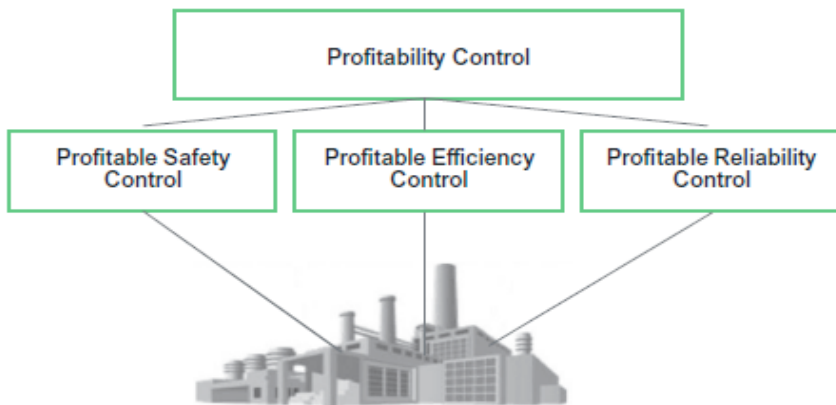 Profitability Control
Profitable Safety
Control
Profitable Efficiency
Control
Profitable Reliability
Control